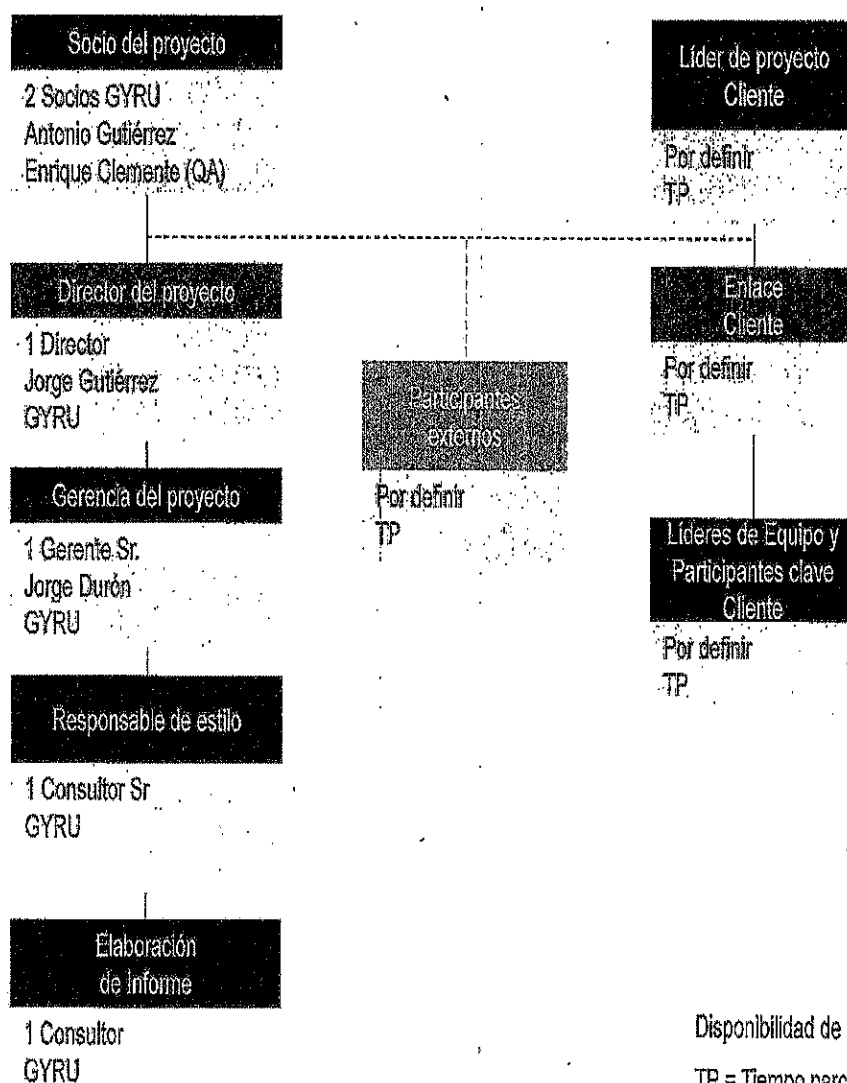 Socio del proyecto
2 Socios GYRU
Antonio Gutiérrez
Enrique Clemente (QA)
Líder de proyecto
Cliente
Por definir
TP
Director del proyecto
1 Director
Jorge Gutiérrez
GYRU
Enlace
Cliente
Por definir
TP
Participantes
externos
Por definir
TP
Gerencia del proyecto
1 Gerente Sr.
Jorge Durón
GYRU
Líderes de Equipo y
Participantes clave
Cliente
Por definir
TP
Responsable de estilo
1 Consultor Sr
GYRU
Elaboración
de Informe
1 Consultor
GYRU
Disponibilidad de
TP = Tiempo parc